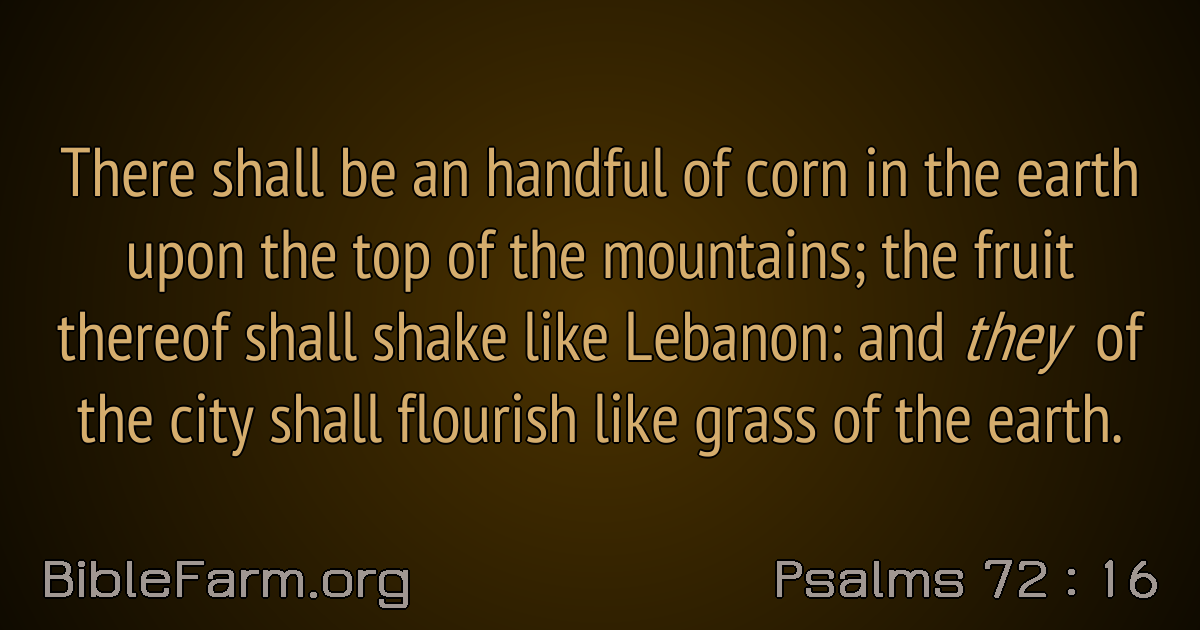 There shall be an handful of corn in the earth
upon the top of the mountains; the fruit
thereof shall shake like Lebanon: and they of
the city shall flourish like grass of the earth.
BibleFarm.org
Psalms 72 : 16